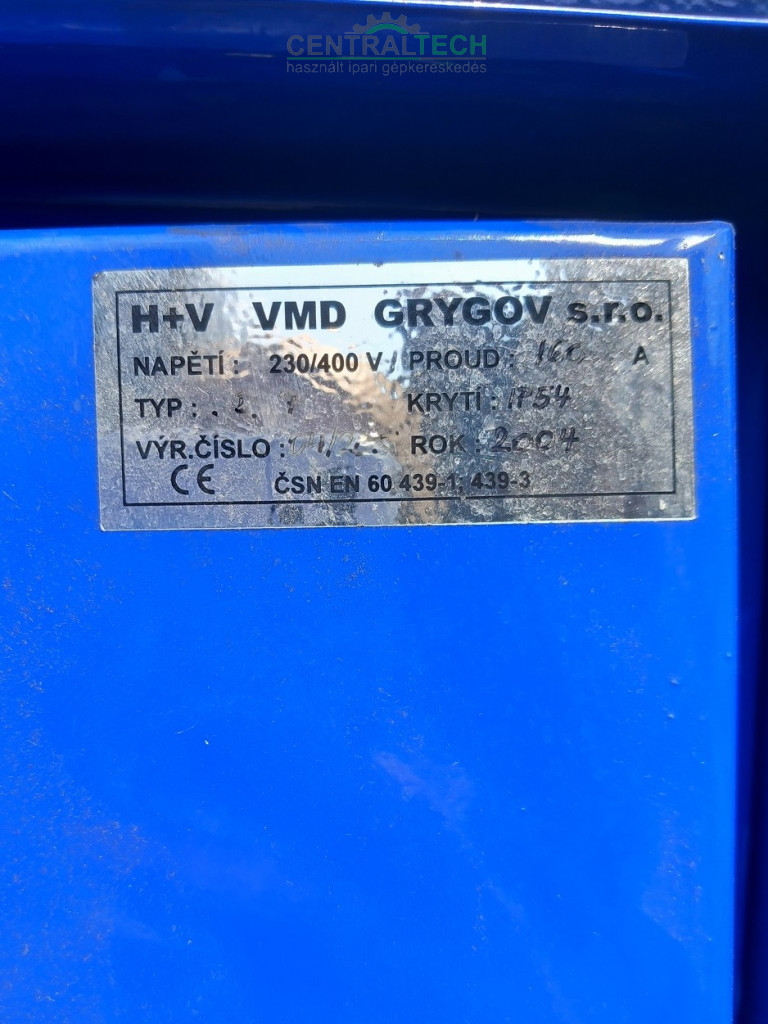 CENTRALTECH
használt ipari gépkereskedés
H+V VMD GRYGOV s.r.o.
NAPĚTÍ : 230/400 V PROUD : 160 A
TYP :
KRYTÍ : IP54
VÝR.ČÍSLO : ROK : 2004
CE ČSN EN 60 439-1, 439-3